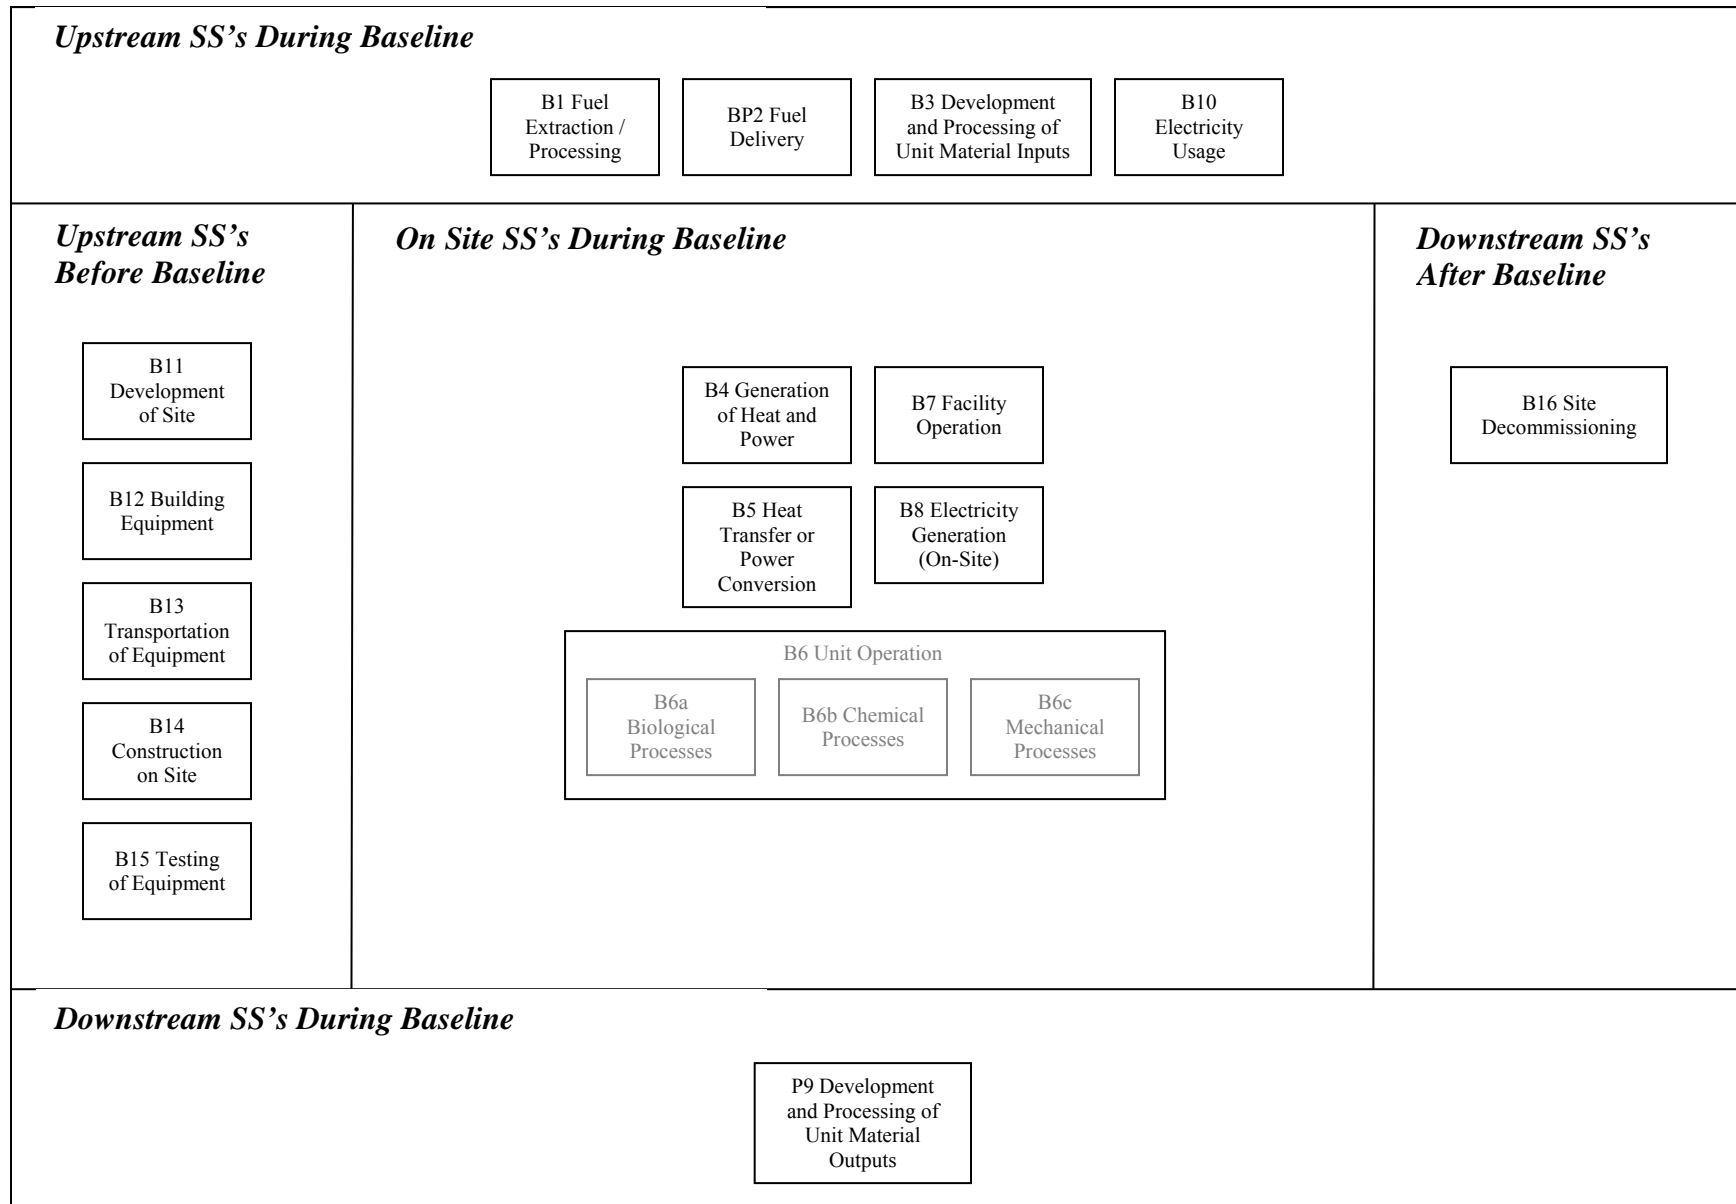 Upstream SS’s During Baseline
B1 Fuel
Extraction /
Processing
BP2 Fuel
Delivery
B3 Development
and Processing of
Unit Material Inputs
B10
Electricity
Usage
Upstream SS’s
Before Baseline
On Site SS’s During Baseline
Downstream SS’s
After Baseline
B11
Development
of Site
B12 Building
Equipment
B13
Transportation
of Equipment
B14
Construction
on Site
B15 Testing
of Equipment
B4 Generation
of Heat and
Power
B7 Facility
Operation
B5 Heat
Transfer or
Power
Conversion
B8 Electricity
Generation
(On-Site)
B6 Unit Operation
B6a
Biological
Processes
B6b Chemical
Processes
B6c
Mechanical
Processes
B16 Site
Decommissioning
Downstream SS’s During Baseline
P9 Development
and Processing of
Unit Material
Outputs